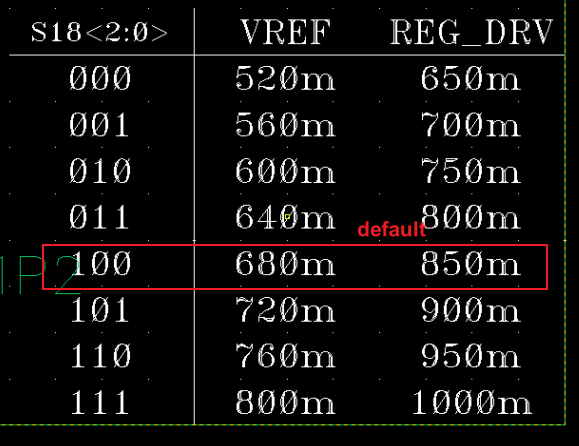 S18<2:0> VREF REG_DRV
000 520m 650m
001 560m 700m
010 600m 750m
011 640m 800m
default
1P2
100 680m 850m
101 720m 900m
110 760m 950m
111 800m 1000m